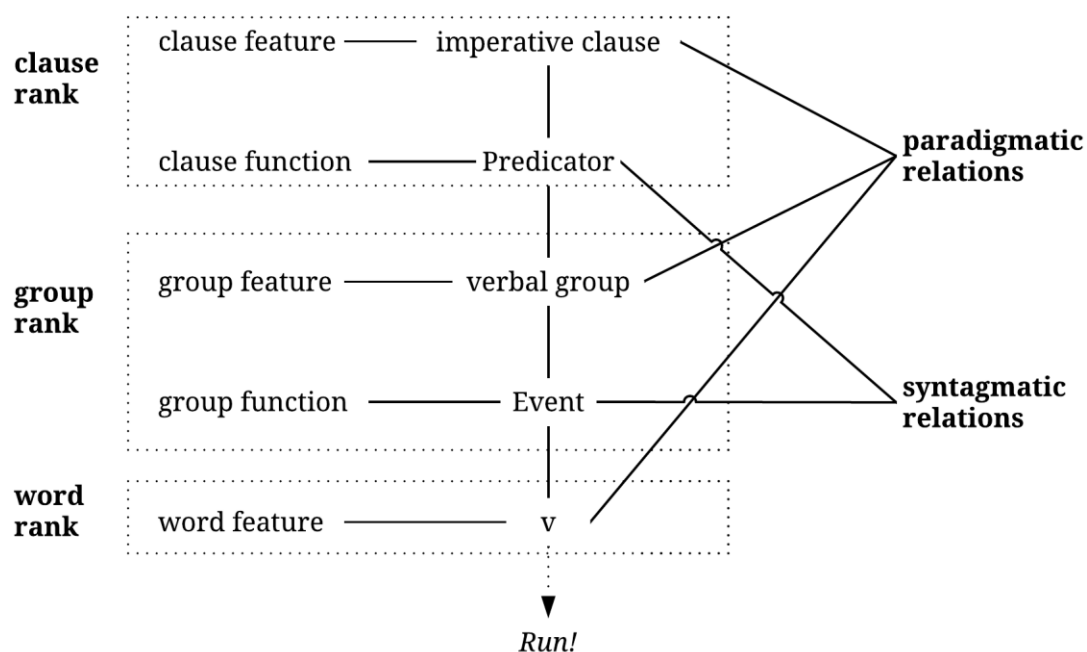 clause feature
imperative clause
clause
rank
clause function
Predicator
paradigmatic
relations
group feature
verbal group
group
rank
group function
Event
syntagmatic
relations
word
rank
word feature
v
Run!